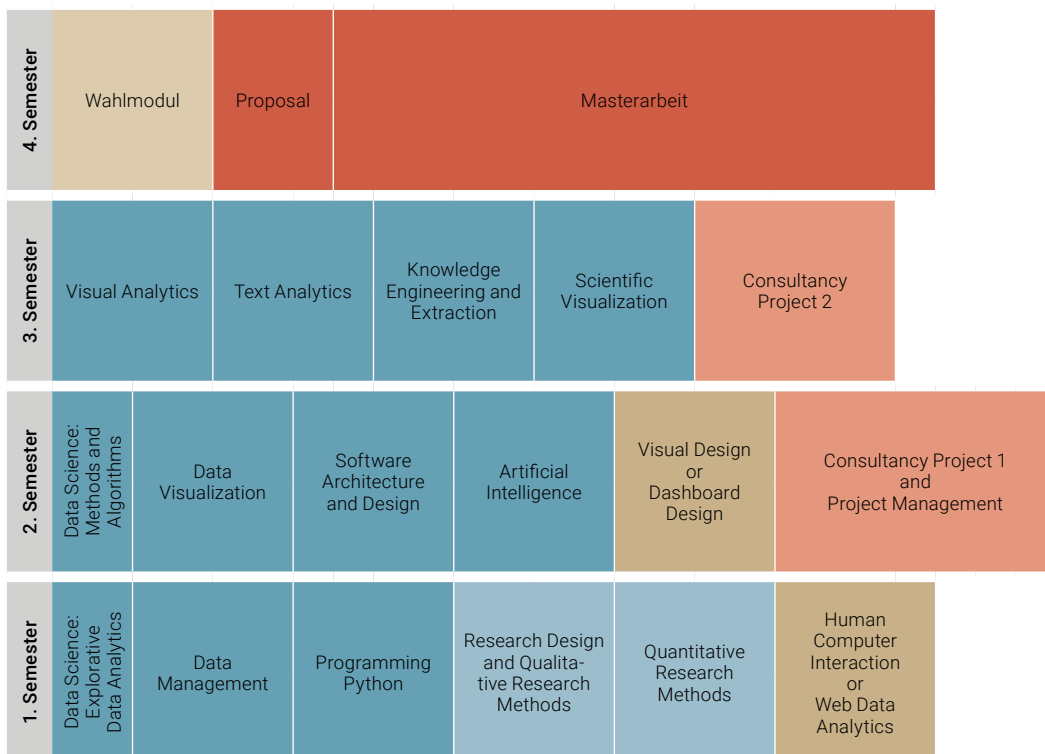 4. Semester
Wahlmodul
Proposal
Masterarbeit
3. Semester
Visual Analytics
Text Analytics
Knowledge
Engineering and
Extraction
Scientific
Visualization
Consultancy
Project 2
2. Semester
Data Science:
Methods and
Algorithms
Data
Visualization
Software
Architecture
and Design
Artificial
Intelligence
Visual Design
or
Dashboard
Design
Consultancy Project 1
and
Project Management
1. Semester
Data Science:
Explorative
Data Analytics
Data
Management
Programming
Python
Research Design
and Qualita-
tive Research
Methods
Quantitative
Research
Methods
Human
Computer
Interaction
or
Web Data
Analytics